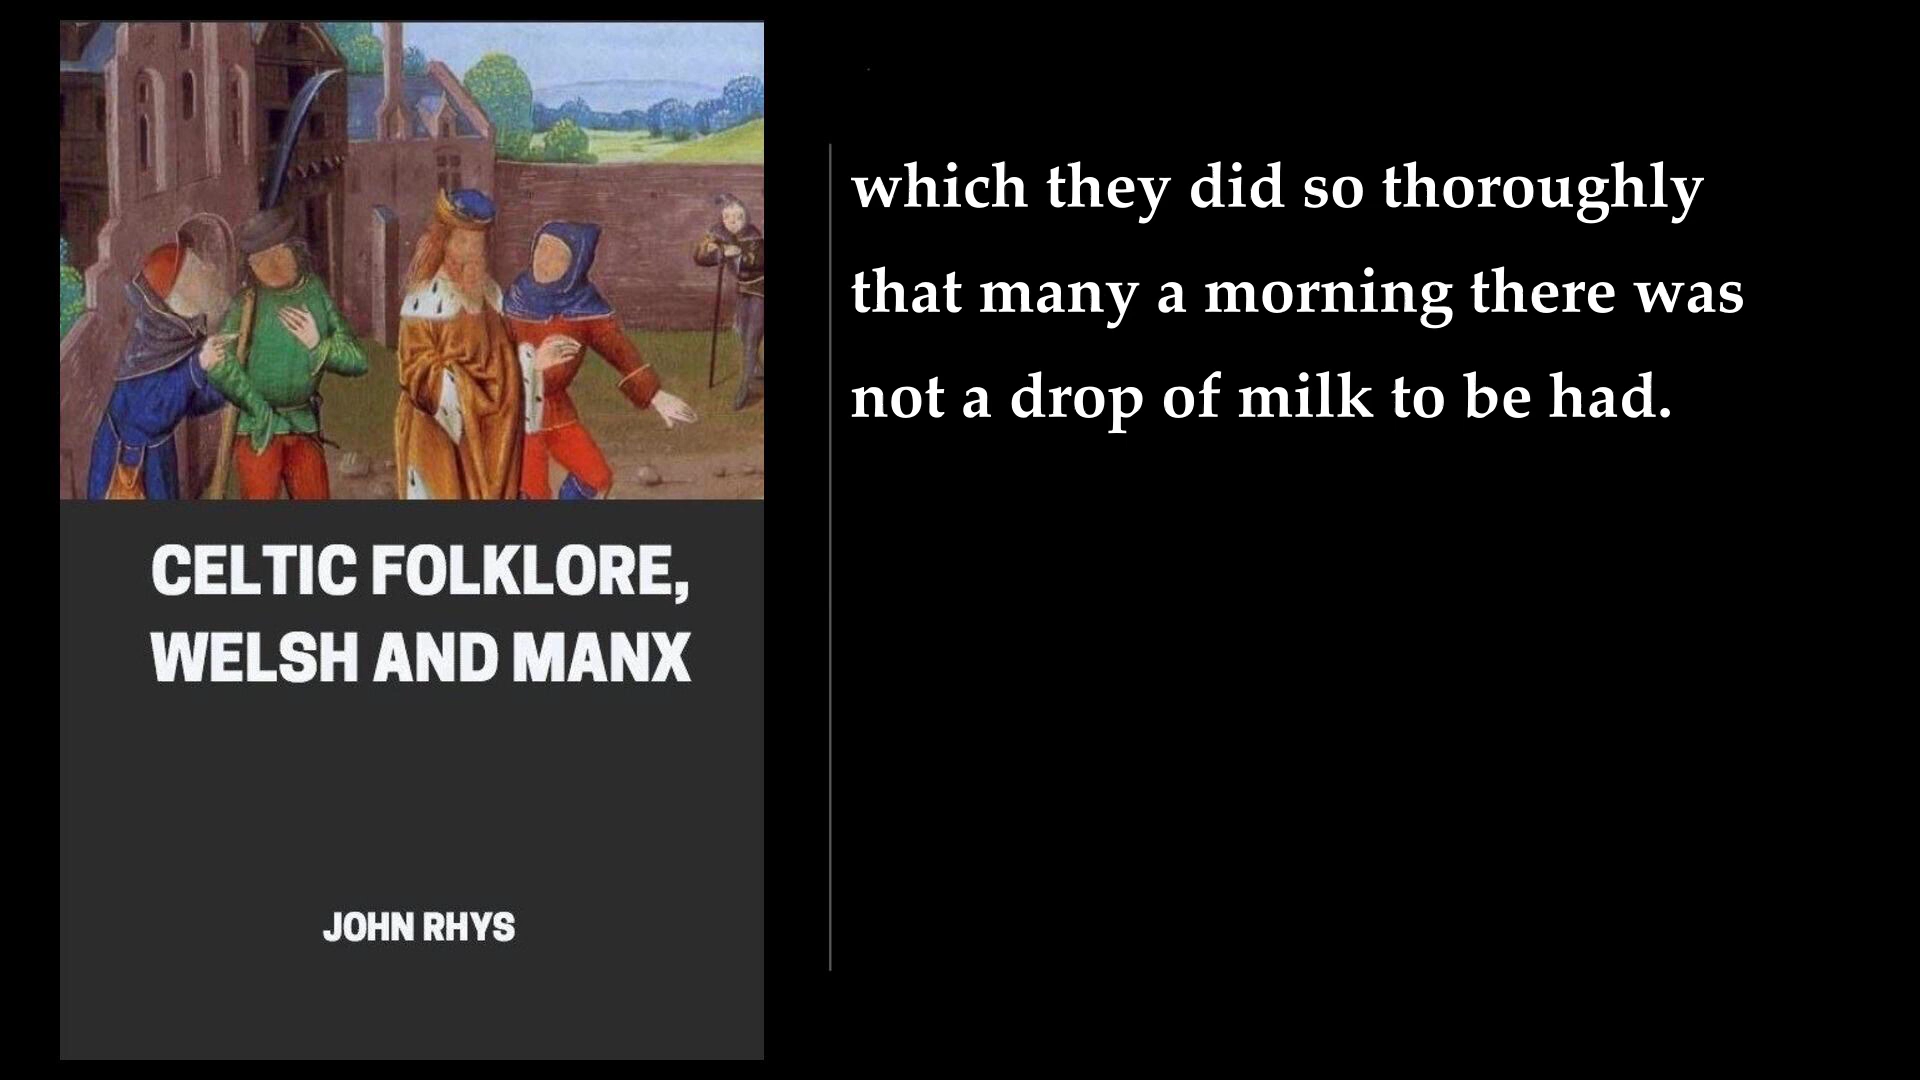 CELTIC FOLKLORE,
WELSH AND MANX
JOHN RHYS
which they did so thoroughly
that many a morning there was
not a drop of milk to be had.